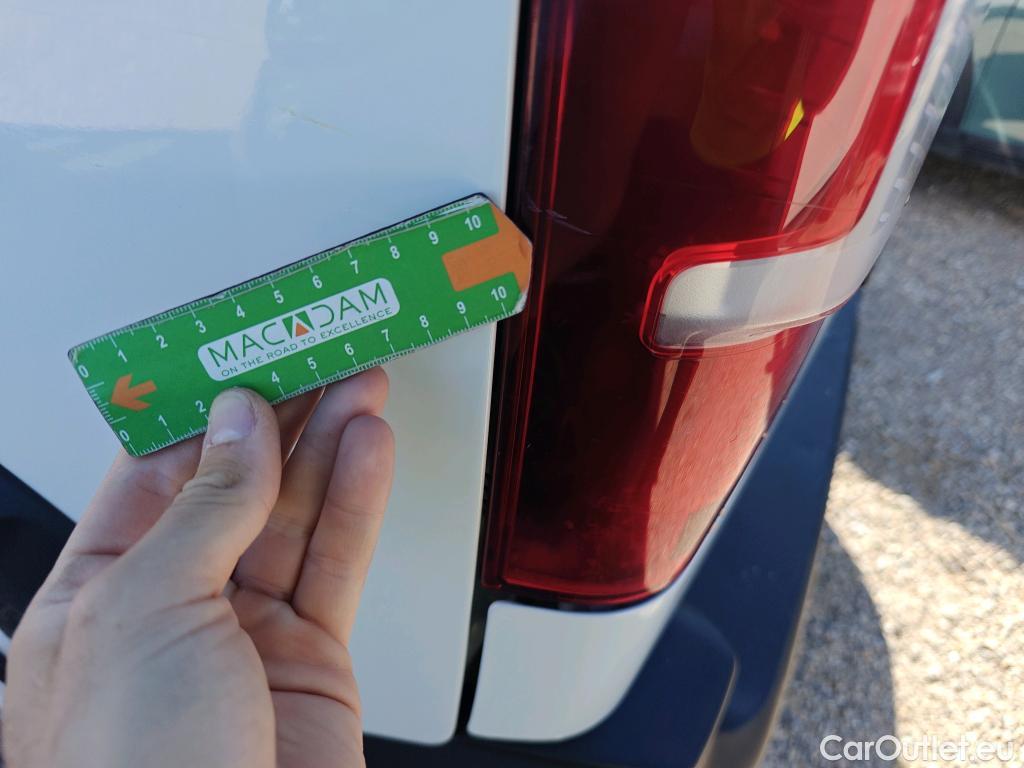 0 1 2 3 4 5 6 7 8 9 10
MACADAM
ON THE ROAD TO EXCELLENCE
0 1 2 4 5 6 7 8 9 10
CarOutlet.eu